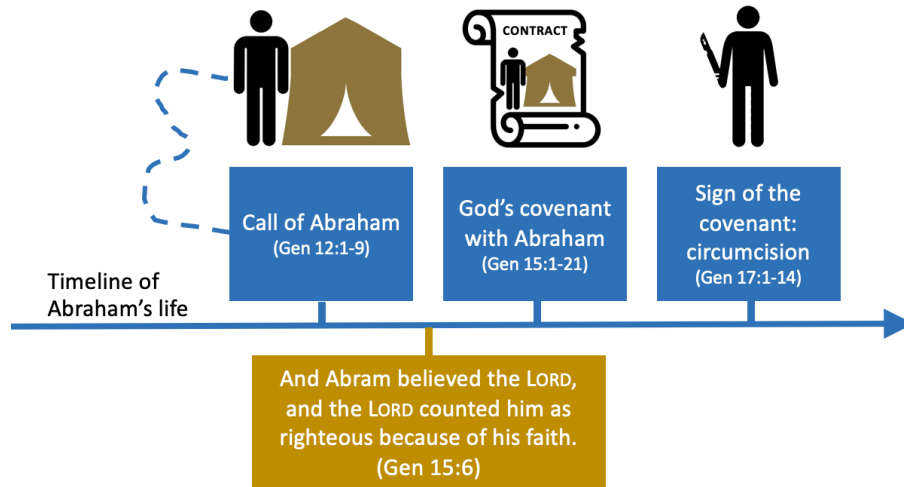 CONTRACT
Call of Abraham
(Gen 12:1-9)
God’s covenant
with Abraham
(Gen 15:1-21)
Sign of the
covenant:
circumcision
(Gen 17:1-14)
Timeline of
Abraham’s life
And Abram believed the LORD,
and the LORD counted him as
righteous because of his faith.
(Gen 15:6)